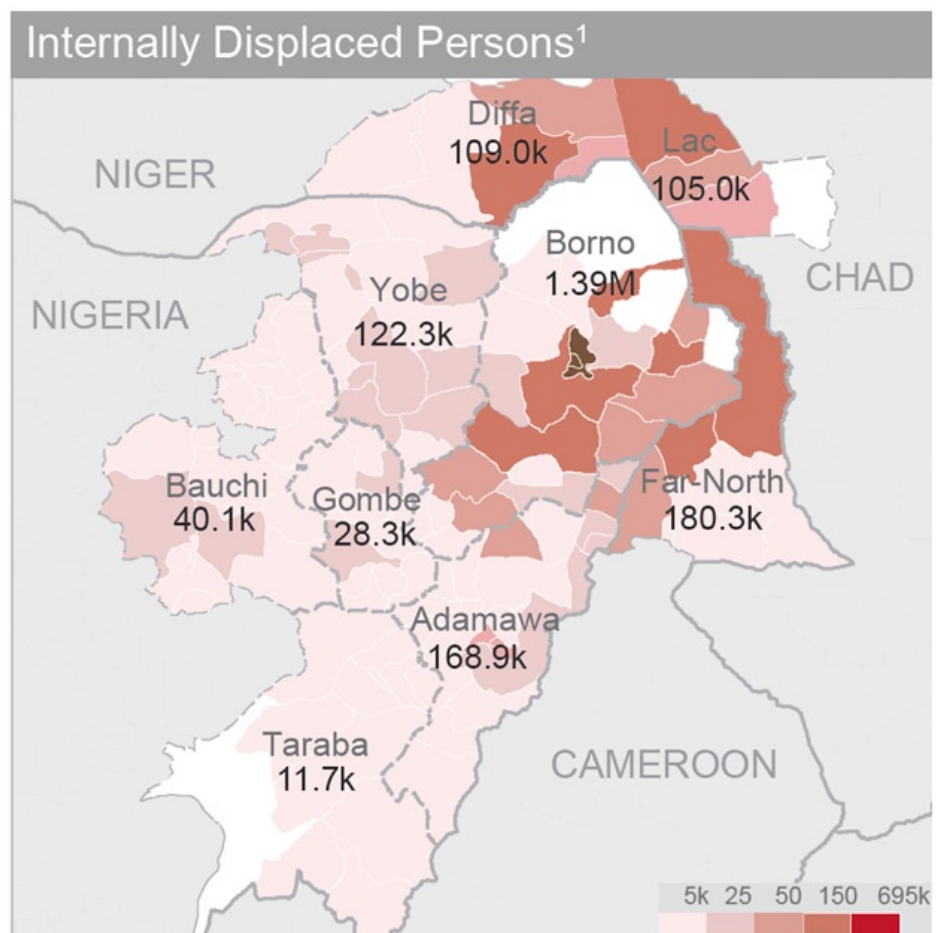 Internally Displaced Persons¹
Diffa
109.0k
Lac
105.0k
NIGER
Borno
1.39M
CHAD
NIGERIA
Yobe
122.3k
Bauchi
40.1k
Gombe
28.3k
Far-North
180.3k
Adamawa
168.9k
Taraba
11.7k
CAMEROON
5k 25 50 150 695k